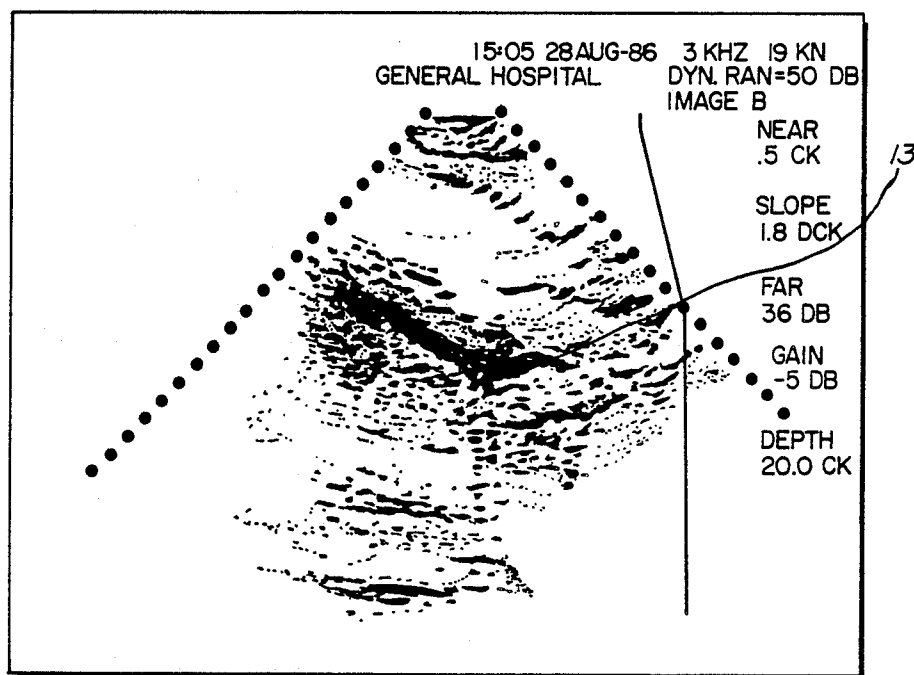 15:05 28AUG-86 3 KHZ 19 KN
GENERAL HOSPITAL DYN. RAN=50 DB
IMAGE B
NEAR
.5 CK
13
SLOPE
1.8 DCK
FAR
36 DB
GAIN
-5 DB
DEPTH
20.0 CK